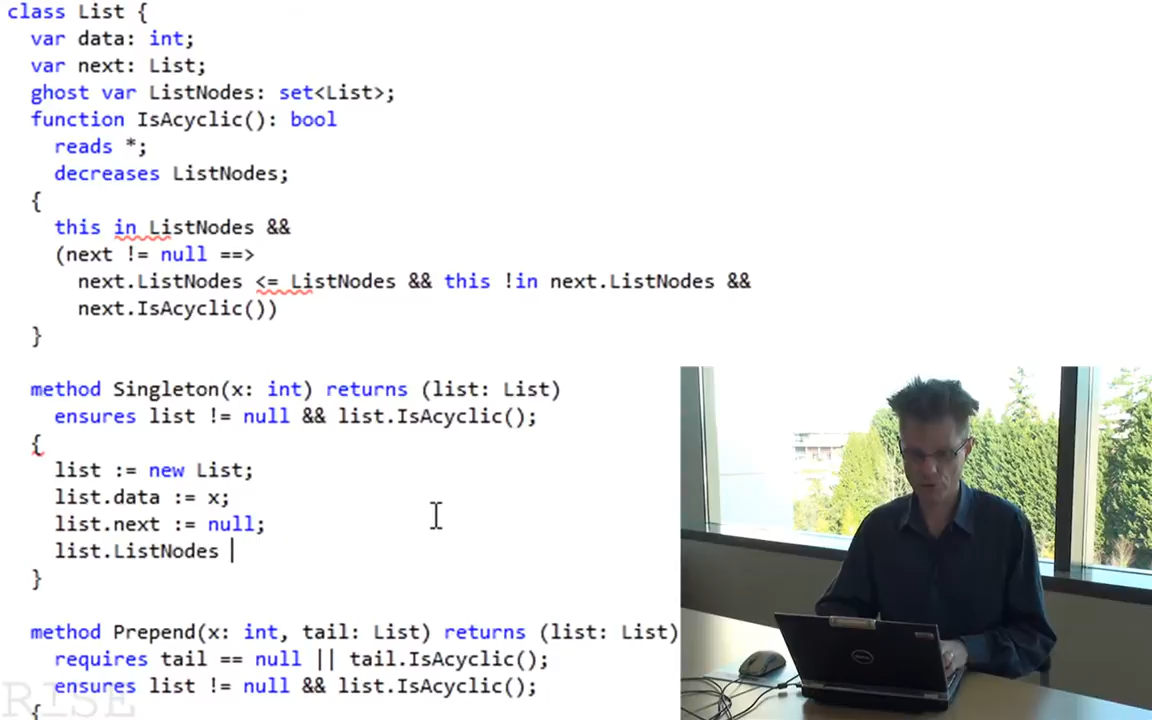 class List {
var data: int;
var next: List;
ghost var ListNodes: set<List>;
function IsAcyclic(): bool
reads *;
decreases ListNodes;
{
this in ListNodes &&
(next != null ==>
next.ListNodes <= ListNodes && this !in next.ListNodes &&
next.IsAcyclic())
}
method Singleton(x: int) returns (list: List)
ensures list != null && list.IsAcyclic();
{
list := new List;
list.data := x;
list.next := null;
list.ListNodes
}
method Prepend(x: int, tail: List) returns (list: List)
requires tail == null || tail.IsAcyclic();
ensures list != null && list.IsAcyclic();
{
RiSE